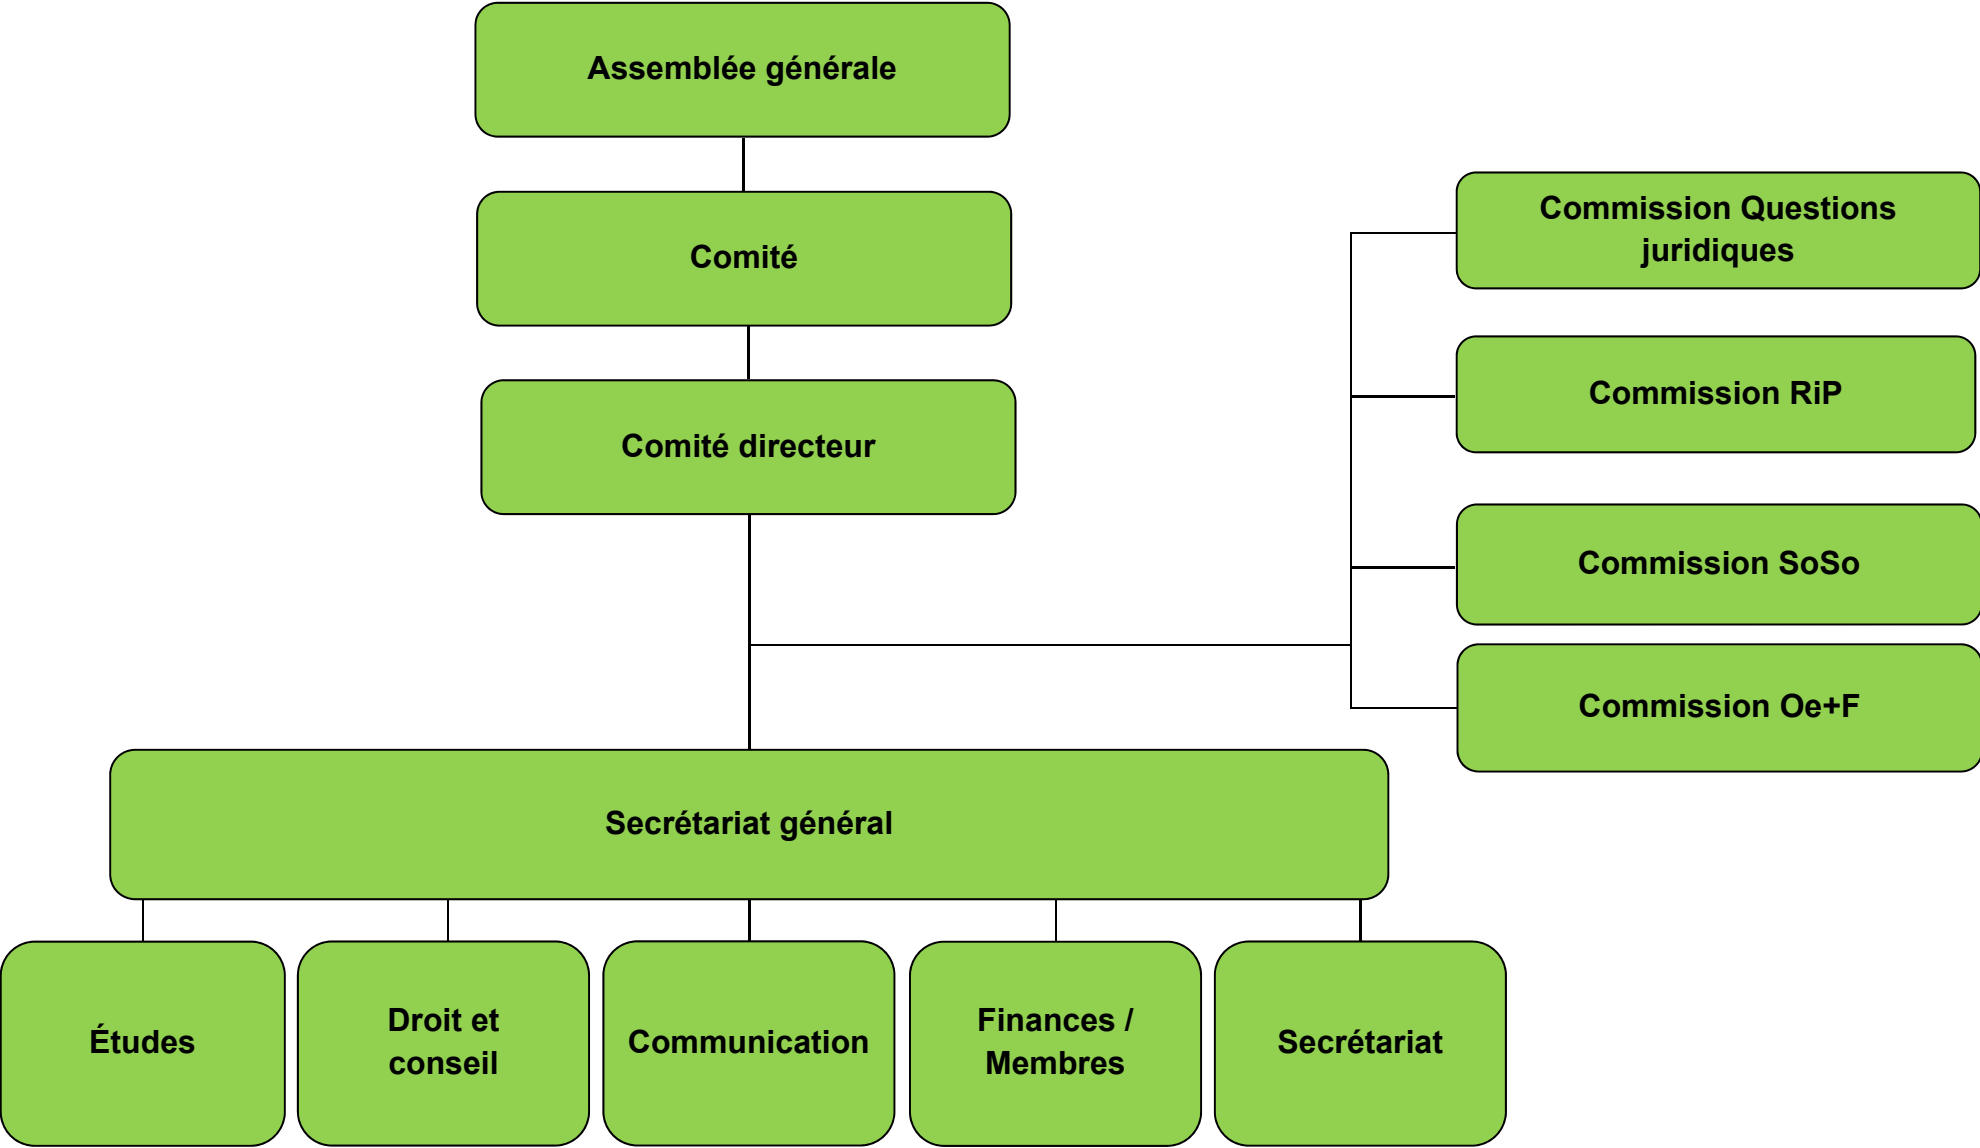 Assemblée générale
Comité
Comité directeur
Commission Questions
juridiques
Commission RiP
Commission SoSo
Commission Oe+F
Secrétariat général
Études
Droit et
conseil
Communication
Finances /
Membres
Secrétariat